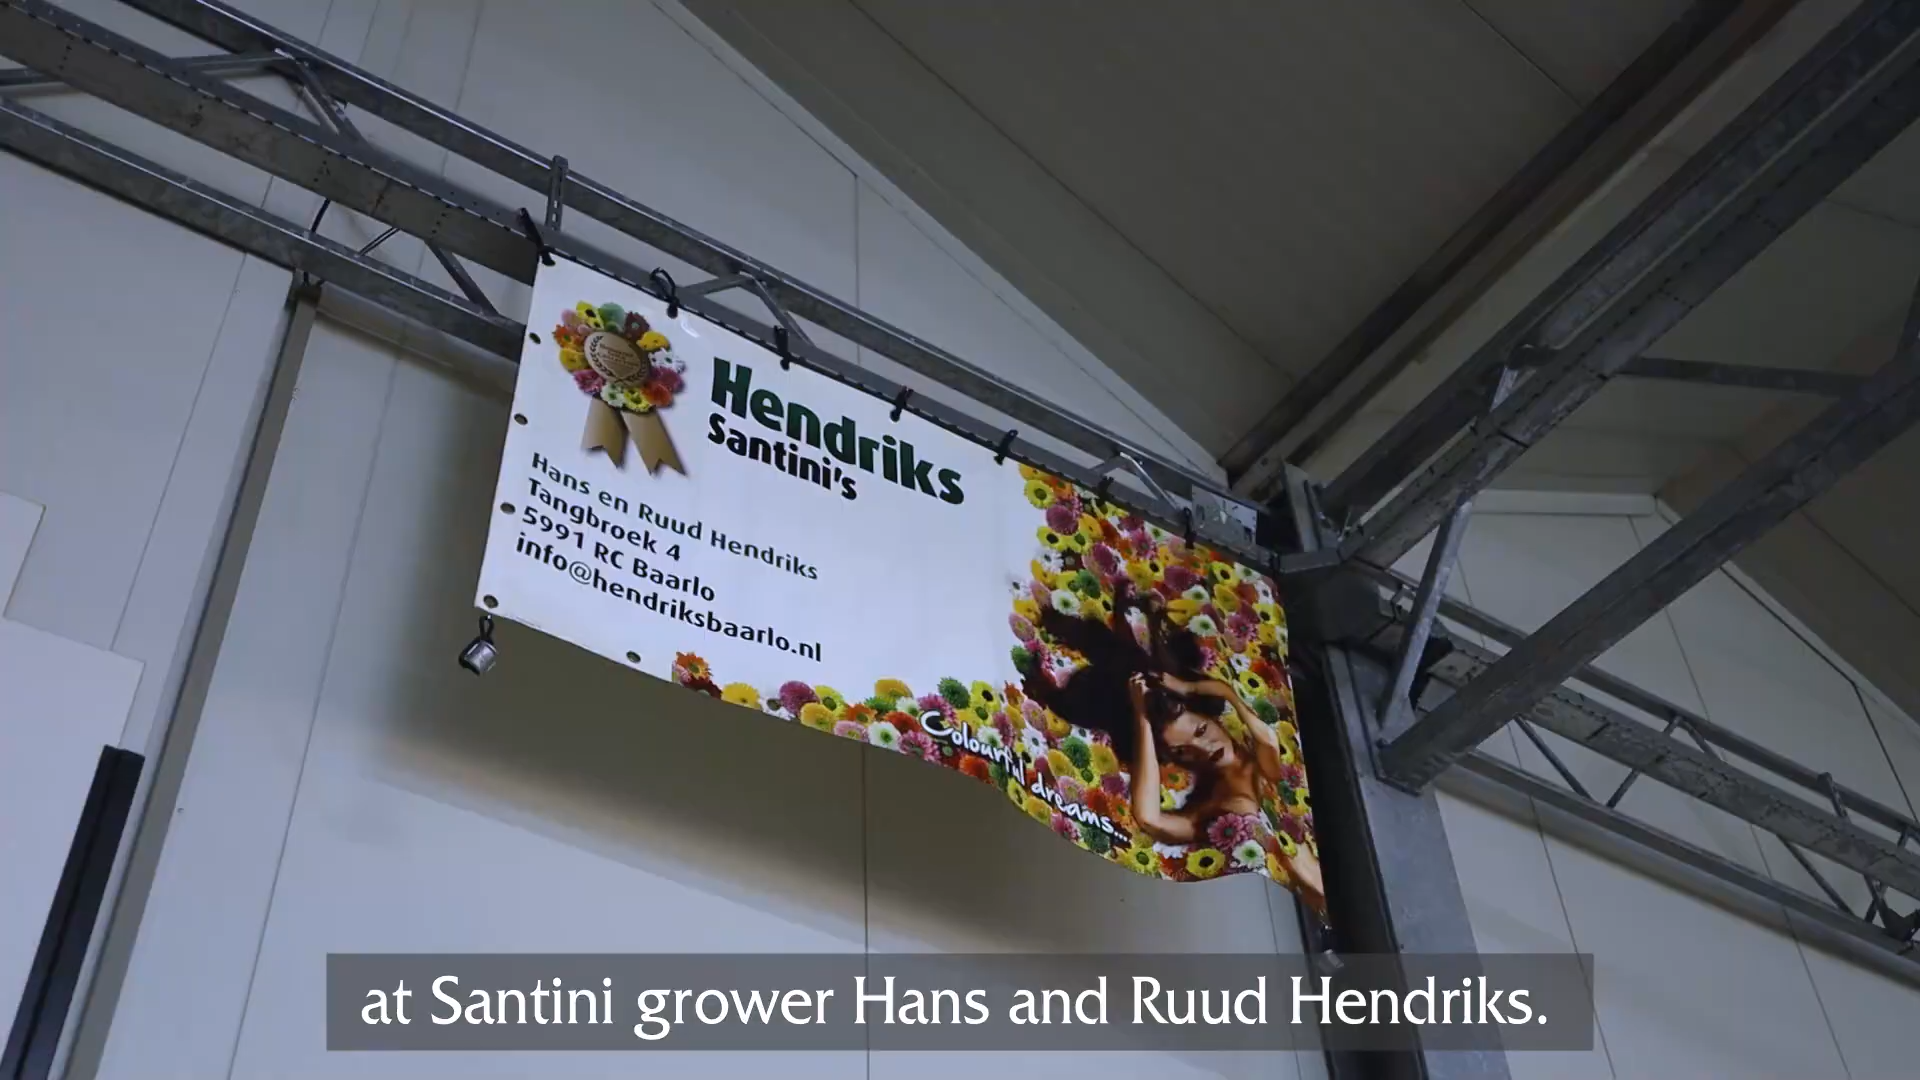 Hendriks
Santini's
Hans en Ruud Hendriks
Tangbroek 4
5991 RC Baarlo
info@hendriksbaarlo.nl
Colourful dreams...
at Santini grower Hans and Ruud Hendriks.